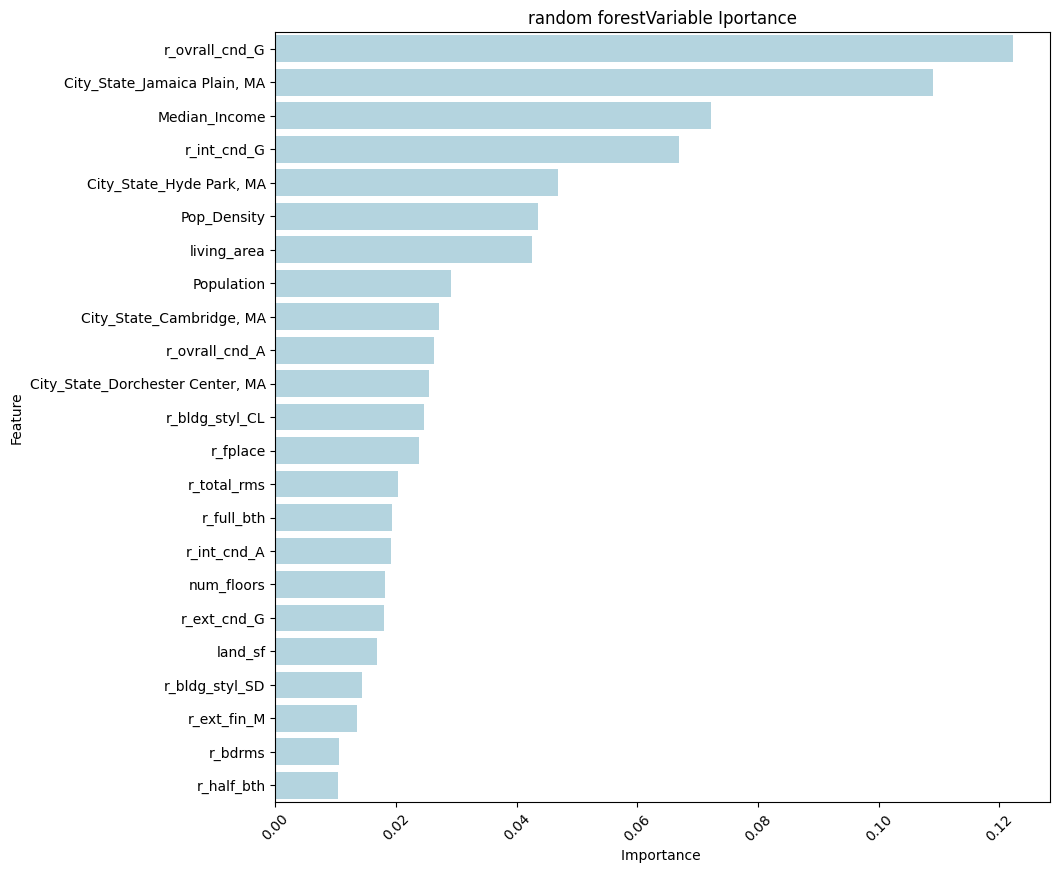 random forestVariable Iportance
r_ovrall_cnd_G
City_State_Jamaica Plain, MA
Median_Income
r_int_cnd_G
City_State_Hyde Park, MA
Pop_Density
living_area
Population
City_State_Cambridge, MA
r_ovrall_cnd_A
City_State_Dorchester Center, MA
r_bldg_styl_CL
r_fplace
r_total_rms
r_full_bth
r_int_cnd_A
num_floors
r_ext_cnd_G
land_sf
r_bldg_styl_SD
r_ext_fin_M
r_bdrms
r_half_bth
Feature
0.00 0.02 0.04 0.06 0.08 0.10 0.12
Importance